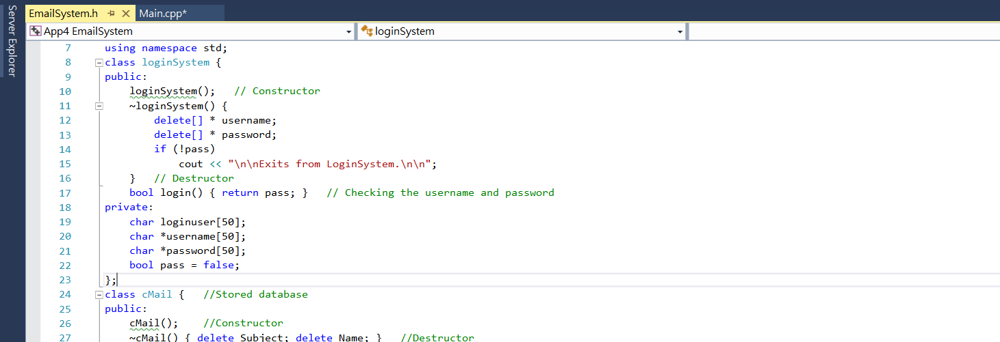 Server Explorer
EmailSystem.h
Main.cpp*
App4 EmailSystem
loginSystem
7 using namespace std;
8 class loginSystem {
9 public:
10 loginSystem(); // Constructor
11 ~loginSystem() {
12 delete[] * username;
13 delete[] * password;
14 if (!pass)
15 cout << "\n\nExits from LoginSystem.\n\n";
16 } // Destructor
17 bool login() { return pass; } // Checking the username and password
18 private:
19 char loginuser[50];
20 char *username[50];
21 char *password[50];
22 bool pass = false;
23 };
24 class cMail { //Stored database
25 public:
26 cMail(); //Constructor
27 ~cMail() { delete Subject; delete Name; } //Destructor